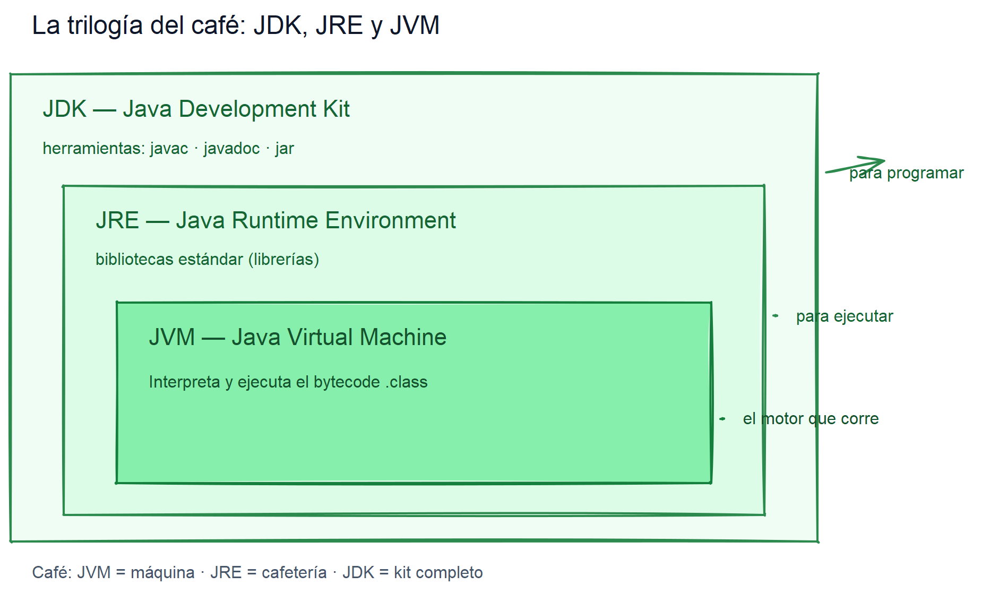 La trilogía del café: JDK, JRE y JVM
JDK — Java Development Kit
herramientas: javac · javadoc · jar
para programar
JRE — Java Runtime Environment
bibliotecas estándar (librerías)
para ejecutar
JVM — Java Virtual Machine
Interpreta y ejecuta el bytecode .class
el motor que corre
Café: JVM = máquina · JRE = cafetería · JDK = kit completo